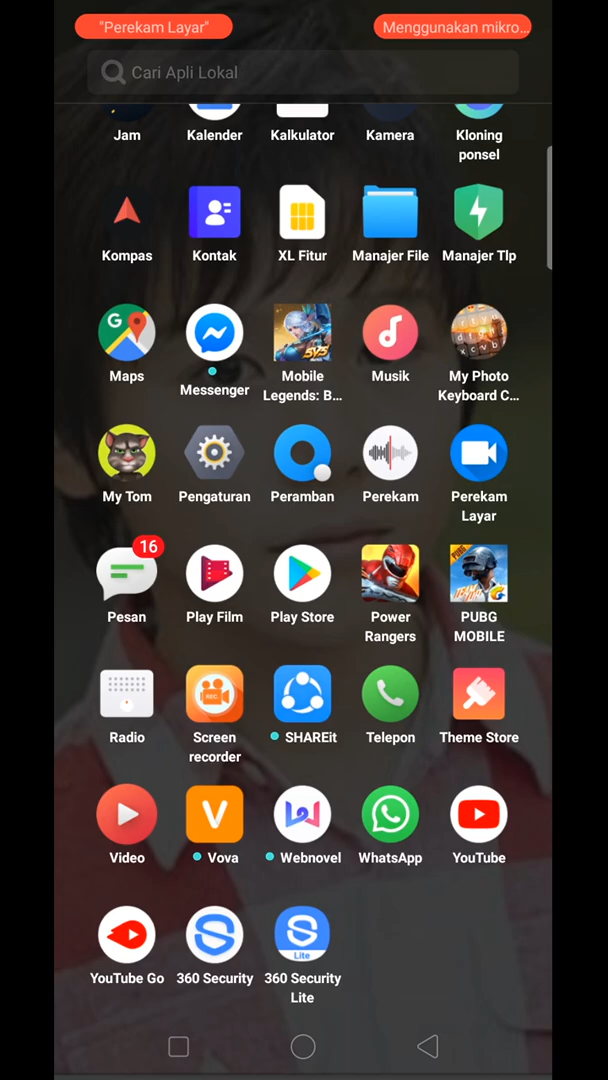 "Perekam Layar"
Menggunakan mikro...
Cari Apli Lokal
Jam
Kalender
Kalkulator
Kamera
Kloning
ponsel
Kompas
Kontak
XL Fitur
Manajer File
Manajer Tlp
Maps
Messenger
Mobile
Legends: B...
Musik
My Photo
Keyboard C...
My Tom
Pengaturan
Peramban
Perekam
Perekam
Layar
16
Pesan
Play Film
Play Store
Power
Rangers
PUBG
MOBILE
Radio
REC
Screen
recorder
SHAREit
Telepon
Theme Store
Video
Vova
Webnovel
WhatsApp
YouTube
YouTube Go
360 Security
Lite
360 Security
Lite